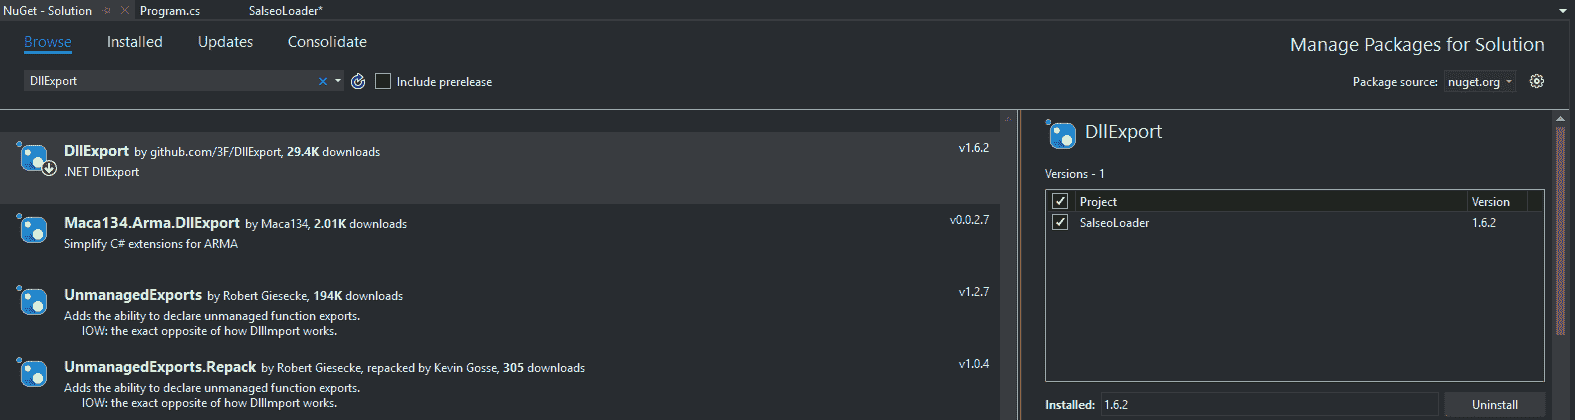 NuGet - Solution
Program.cs
SalseoLoader*
Browse
Installed
Updates
Consolidate
Manage Packages for Solution
DllExport
Include prerelease
Package source: nuget.org
DllExport by github.com/3F/DllExport, 29.4K downloads
v1.6.2
.NET DllExport
Maca134.Arma.DllExport by Maca134, 2.01K downloads
v0.0.2.7
Simplify C# extensions for ARMA
UnmanagedExports by Robert Giesecke, 194K downloads
v1.2.7
Adds the ability to declare unmanaged function exports.
IOW: the exact opposite of how DllImport works.
UnmanagedExports.Repack by Robert Giesecke, repacked by Kevin Gosse, 305 downloads
v1.0.4
Adds the ability to declare unmanaged function exports.
IOW: the exact opposite of how DllImport works.
DllExport
Versions - 1
Project
Version
SalseoLoader
1.6.2
Installed: 1.6.2
Uninstall